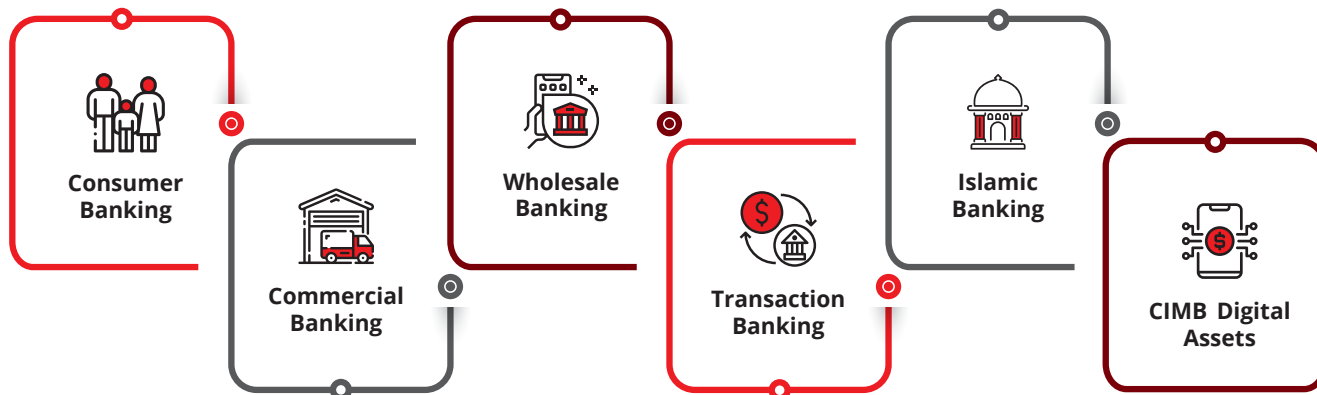 Consumer
Banking
Commercial
Banking
Wholesale
Banking
Transaction
Banking
Islamic
Banking
CIMB Digital
Assets